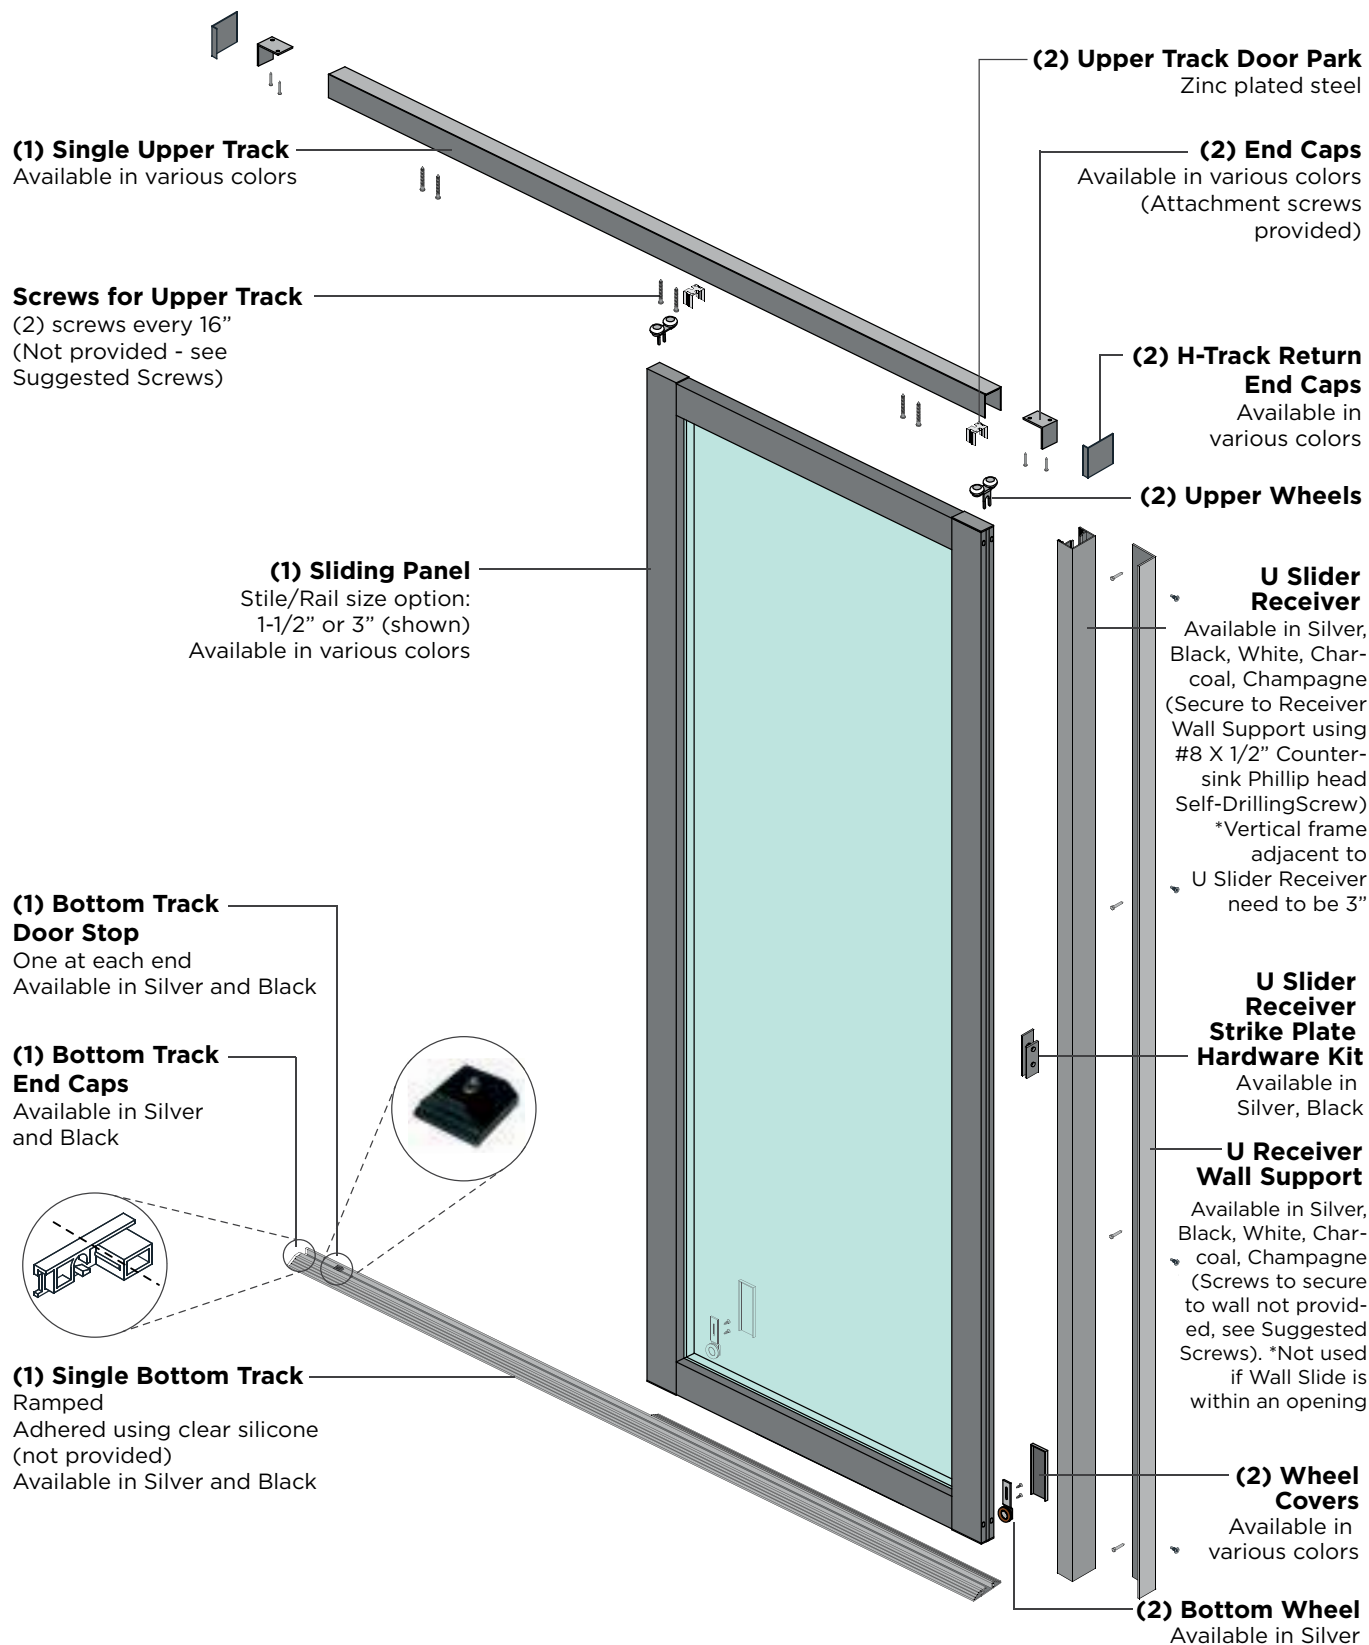 (2) Upper Track Door Park
Zinc plated steel
(1) Single Upper Track
Available in various colors
(2) End Caps
Available in various colors
(Attachment screws
provided)
Screws for Upper Track
(2) screws every 16”
(Not provided - see
Suggested Screws)
(2) H-Track Return
End Caps
Available in
various colors
(2) Upper Wheels
(1) Sliding Panel
Stile/Rail size option:
1-1/2” or 3” (shown)
Available in various colors
U Slider
Receiver
Available in Silver,
Black, White, Char-
coal, Champagne
(Secure to Receiver
Wall Support using
#8 X 1/2” Counter-
sink Phillip head
Self-DrillingScrew)
*Vertical frame
adjacent to
U Slider Receiver
need to be 3”
(1) Bottom Track
Door Stop
One at each end
Available in Silver and Black
U Slider
Receiver
Strike Plate
Hardware Kit
Available in
Silver, Black
(1) Bottom Track
End Caps
Available in Silver
and Black
U Receiver
Wall Support
Available in Silver,
Black, White, Char-
coal, Champagne
(Screws to secure
to wall not provid-
ed, see Suggested
Screws). *Not used
if Wall Slide is
within an opening
(1) Single Bottom Track
Ramped
Adhered using clear silicone
(not provided)
Available in Silver and Black
(2) Wheel
Covers
Available in
various colors
(2) Bottom Wheel
Available in Silver